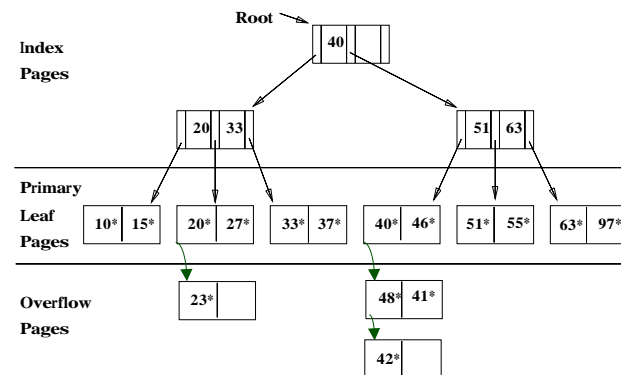 Root
40
Index
Pages
20 33
51 63
Primary
Leaf
Pages
10* 15*
20* 27*
33* 37*
40* 46*
51* 55*
63* 97*
Overflow
Pages
23*
48* 41*
42*